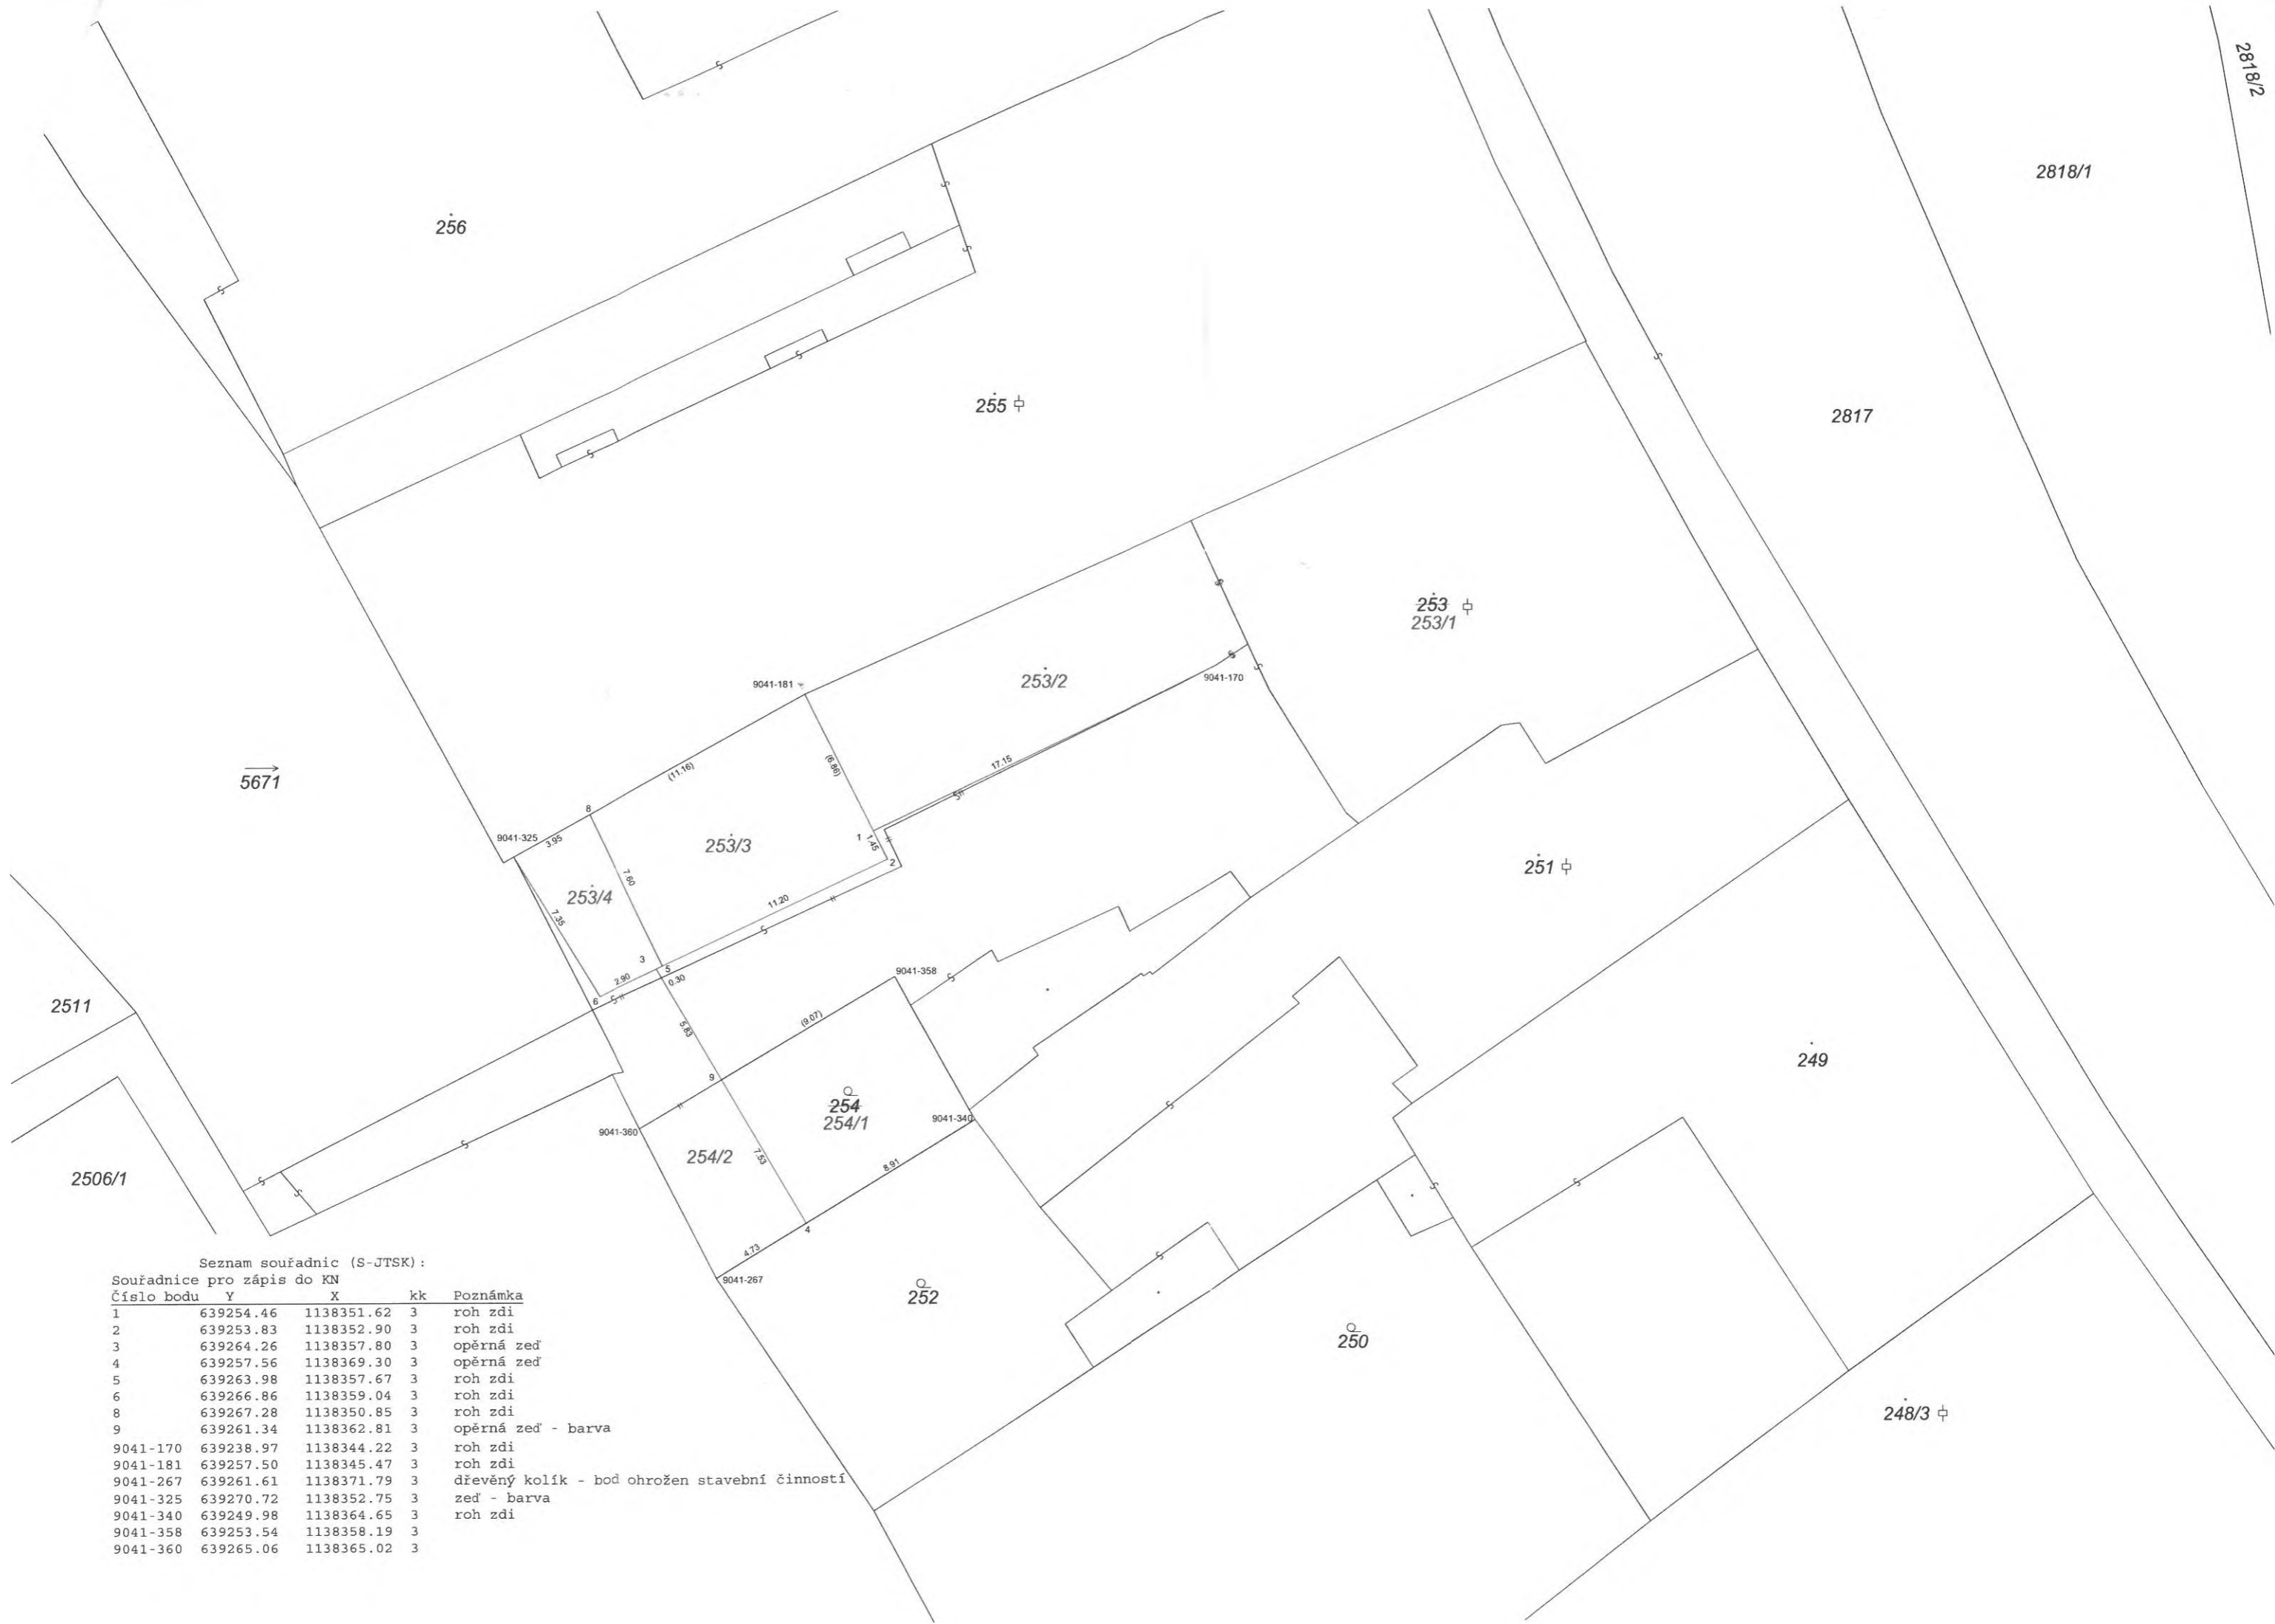 2818/2
2818/1
256
255
2817
253
253/1
253/2
9041-181
9041-170
(11.16)
(6.86)
17.15
5671
8
9041-325
3.95
253/3
1
1.45
2
251
253/4
7.60
7.35
11.20
3
5
2.90
0.30
6
9041-358
2511
5.83
(9.07)
249
9
254
254/1
9041-340
9041-360
254/2
7.53
8.91
2506/1
4
4.73
9041-267
252
250
248/3
Seznam souřadnic (S-JTSK):
Souřadnice pro zápis do KN
Číslo bodu Y X kk Poznámka
1 639254.46 1138351.62 3 roh zdi
2 639253.83 1138352.90 3 roh zdi
3 639264.26 1138357.80 3 opěrná zeď
4 639257.56 1138369.30 3 opěrná zeď
5 639263.98 1138357.67 3 roh zdi
6 639266.86 1138359.04 3 roh zdi
8 639267.28 1138350.85 3 roh zdi
9 639261.34 1138362.81 3 opěrná zeď - barva
9041-170 639238.97 1138344.22 3 roh zdi
9041-181 639257.50 1138345.47 3 roh zdi
9041-267 639261.61 1138371.79 3 dřevěný kolík - bod ohrožen stavební činností
9041-325 639270.72 1138352.75 3 zeď - barva
9041-340 639249.98 1138364.65 3 roh zdi
9041-358 639253.54 1138358.19 3
9041-360 639265.06 1138365.02 3